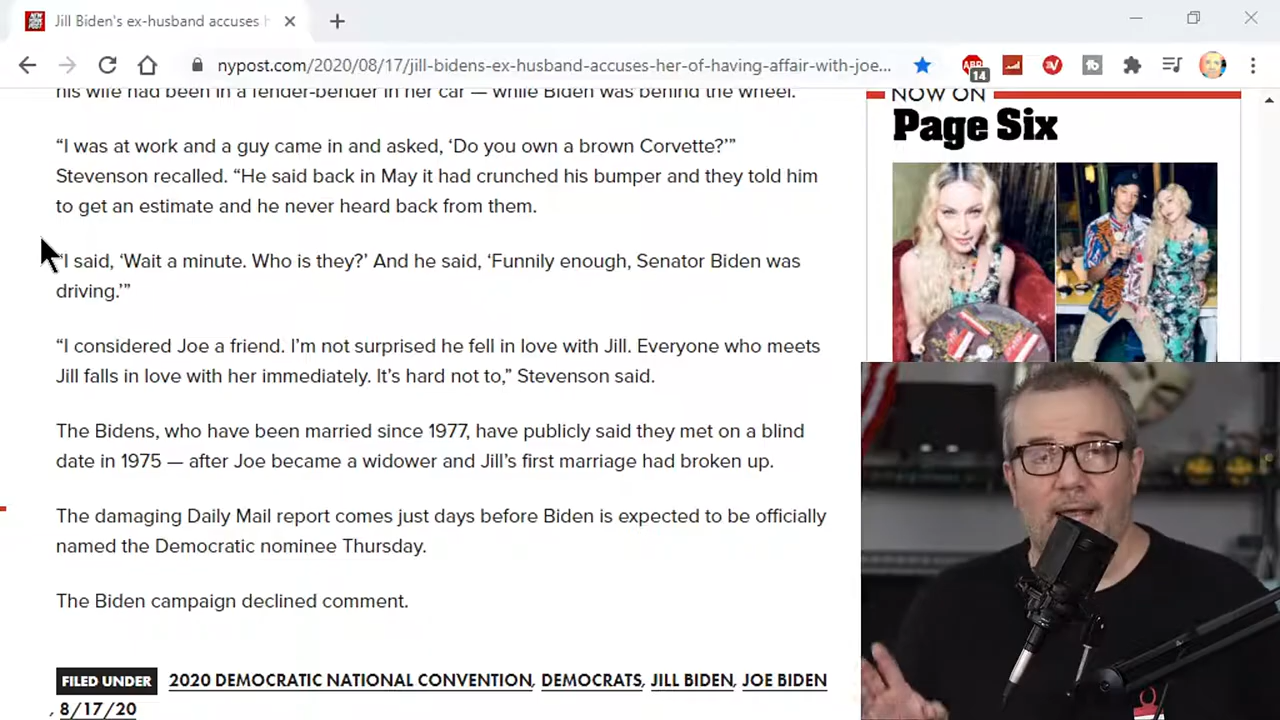 Jill Biden's ex-husband accuses h
nypost.com/2020/08/17/jill-bidens-ex-husband-accuses-her-of-having-affair-with-joe...
14
his wife had been in a fender-bender in her car — while Biden was behind the wheel.
“I was at work and a guy came in and asked, ‘Do you own a brown Corvette?’”
Stevenson recalled. “He said back in May it had crunched his bumper and they told him
to get an estimate and he never heard back from them.
“I said, ‘Wait a minute. Who is they?’ And he said, ‘Funnily enough, Senator Biden was
driving.’”
“I considered Joe a friend. I’m not surprised he fell in love with Jill. Everyone who meets
Jill falls in love with her immediately. It’s hard not to,” Stevenson said.
The Bidens, who have been married since 1977, have publicly said they met on a blind
date in 1975 — after Joe became a widower and Jill’s first marriage had broken up.
The damaging Daily Mail report comes just days before Biden is expected to be officially
named the Democratic nominee Thursday.
The Biden campaign declined comment.
FILED UNDER 2020 DEMOCRATIC NATIONAL CONVENTION, DEMOCRATS, JILL BIDEN, JOE BIDEN
, 8/17/20
NOW ON
Page Six